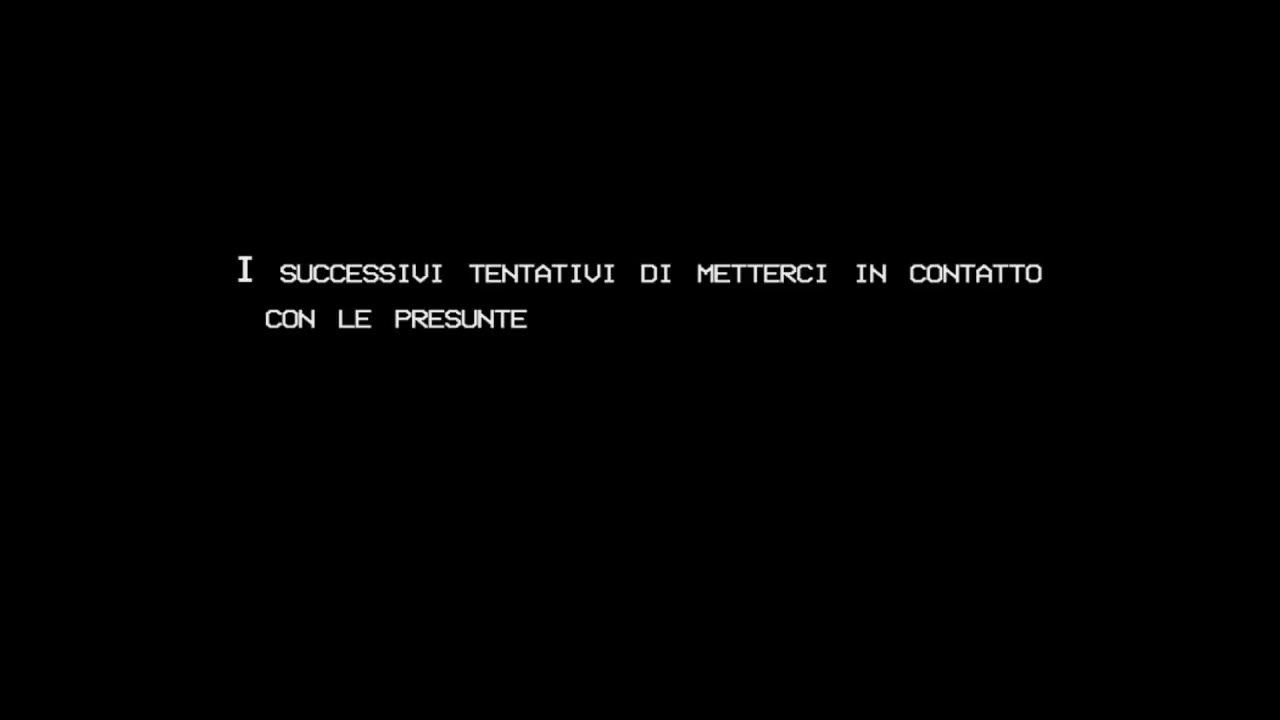 I SUCCESSIVI TENTATIVI DI METTERCI IN CONTATTO
CON LE PRESUNTE